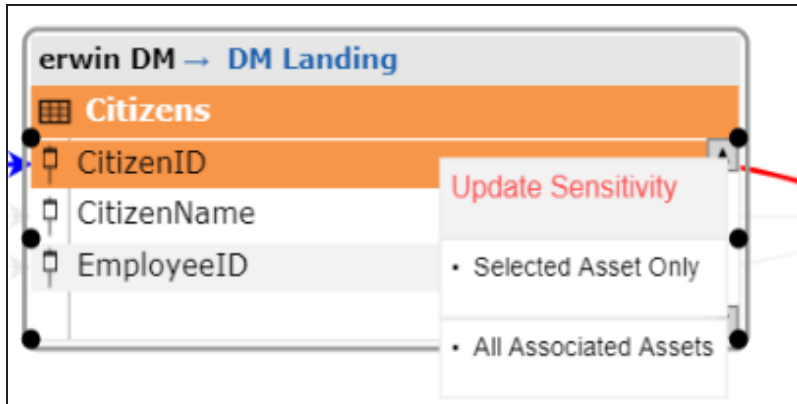 erwin DM → DM Landing
Citizens
CitizenID
CitizenName
EmployeeID
Update Sensitivity
• Selected Asset Only
• All Associated Assets